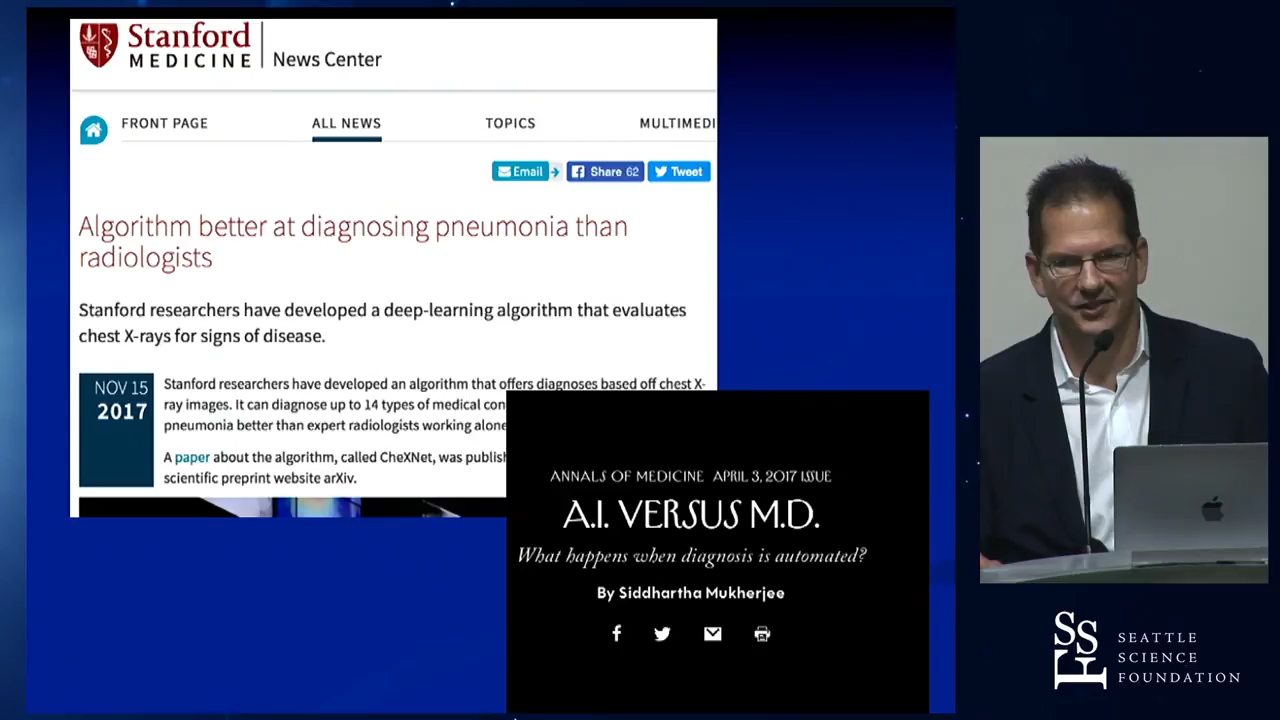 Stanford
MEDICINE
News Center
FRONT PAGE
ALL NEWS
TOPICS
MULTIMEDI
Email
Share 62
Tweet
Algorithm better at diagnosing pneumonia than
radiologists
Stanford researchers have developed a deep-learning algorithm that evaluates
chest X-rays for signs of disease.
NOV 15
2017
Stanford researchers have developed an algorithm that offers diagnoses based off chest X-
ray images. It can diagnose up to 14 types of medical con
pneumonia better than expert radiologists working alone
A paper about the algorithm, called CheXNet, was publis
scientific preprint website arXiv.
ANNALS OF MEDICINE APRIL 3, 2017 ISSUE
A.I. VERSUS M.D.
What happens when diagnosis is automated?
By Siddhartha Mukherjee
SSF
SEATTLE
SCIENCE
FOUNDATION